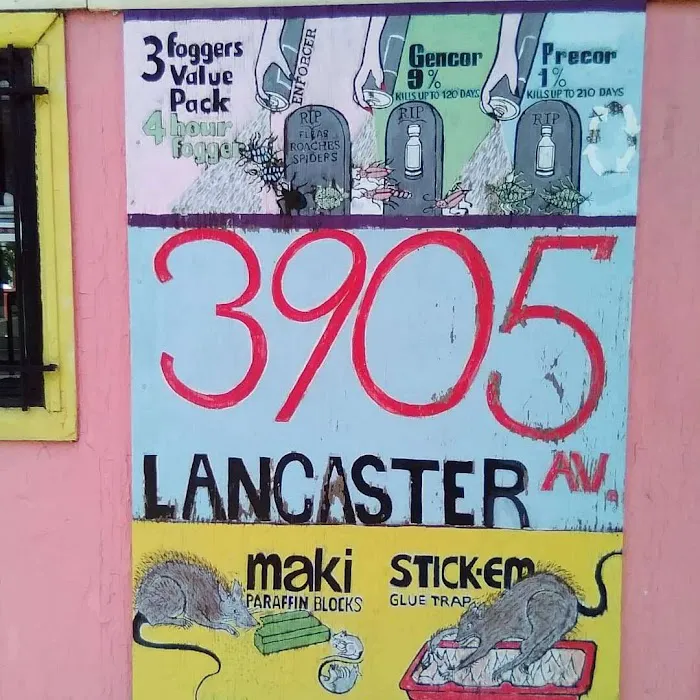 3 foggers
Value
Pack
4 hour
fogger
ENFORCER
Gencor
9%
KILLS UP TO 120 DAYS
Precor
1%
KILLS UP TO 210 DAYS
RIP
FLEAS
ROACHES
SPIDERS
RIP
RIP
3905
LANCASTER AV.
maki
PARAFFIN BLOCKS
STICK-EM
GLUE TRAP